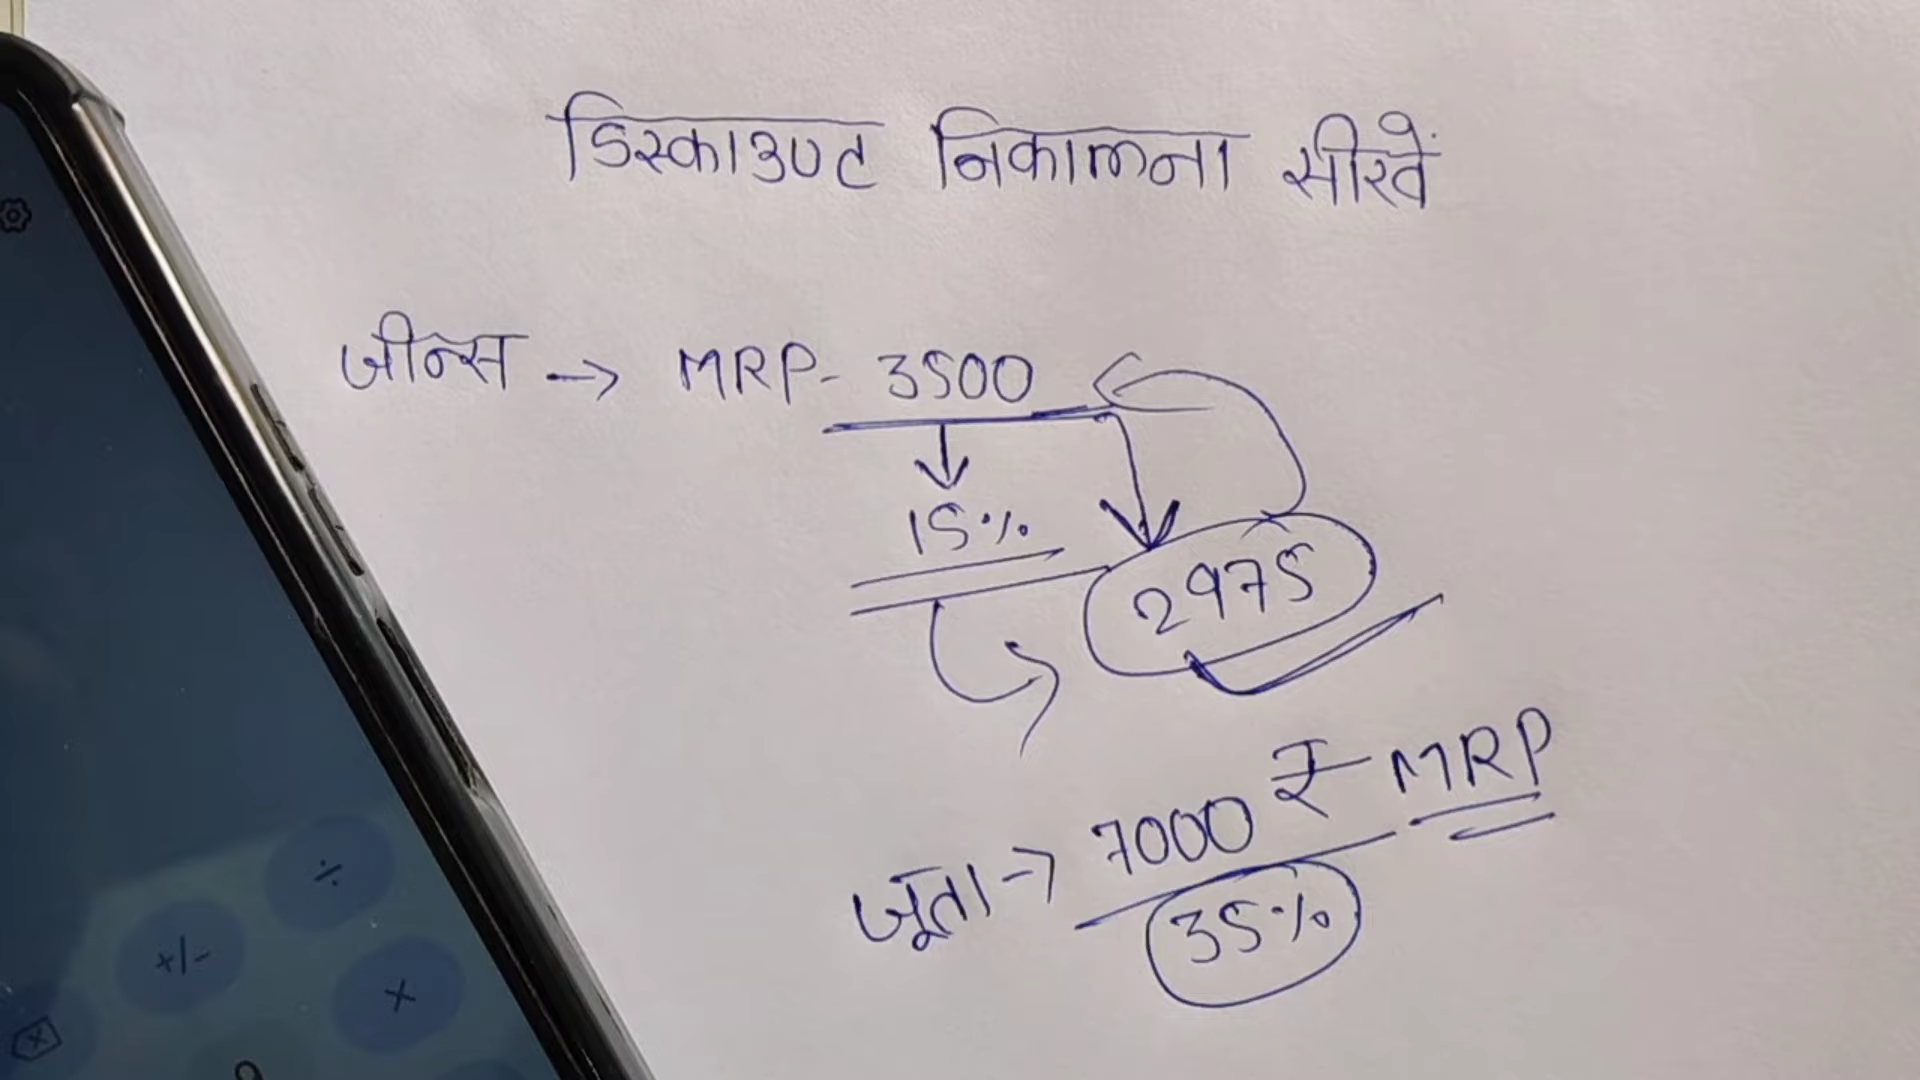 डिस्काउण्ट निकालना सीखें
जीन्स → MRP- 3500
15%
2975
जूता → 7000 ₹ MRP
35%
÷
+/-
×